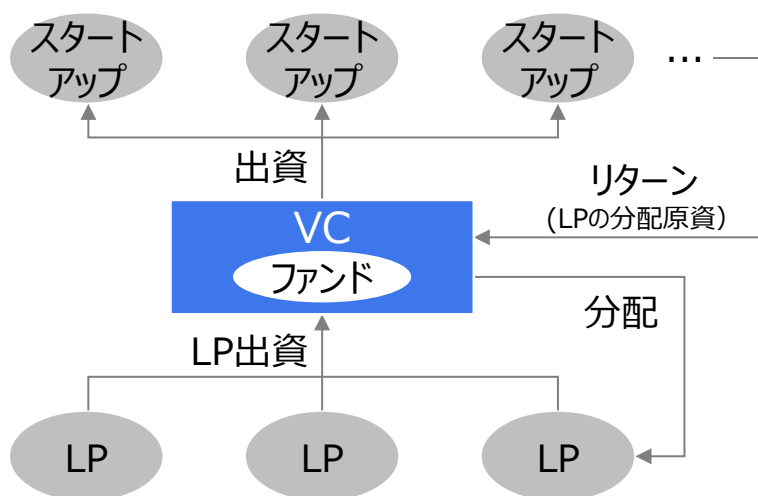 スタート
アップ
スタート
アップ
スタート
アップ
…
出資
リターン
(LPの分配原資)
VC
ファンド
分配
LP出資
LP
LP
LP